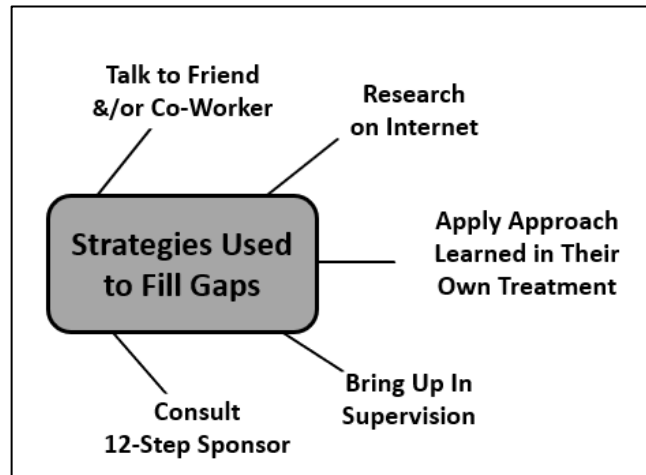 Talk to Friend
&/or Co-Worker
Research
on Internet
Strategies Used
to Fill Gaps
Apply Approach
Learned in Their
Own Treatment
Bring Up In
Supervision
Consult
12-Step Sponsor